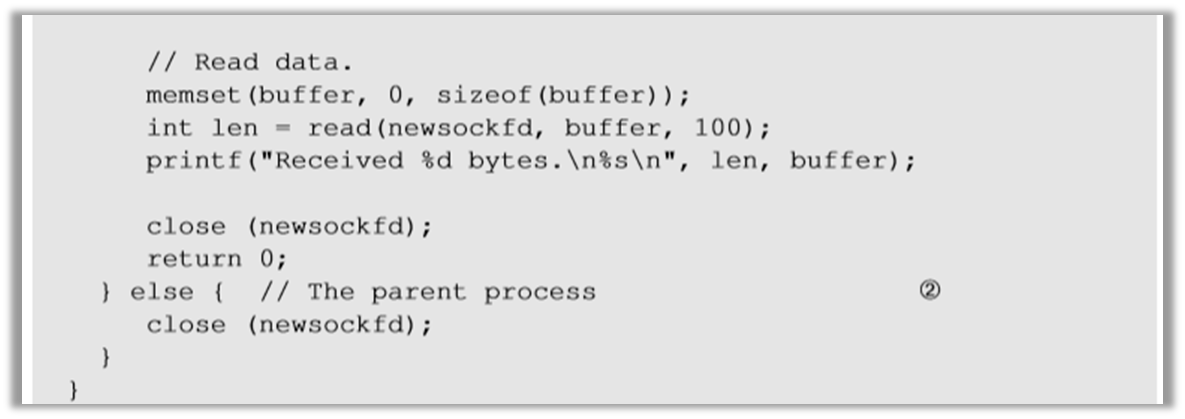 // Read data.
memset(buffer, 0, sizeof(buffer));
int len = read(newsockfd, buffer, 100);
printf("Received %d bytes.\n%s\n", len, buffer);
close (newsockfd);
return 0;
} else {  // The parent process ②
close (newsockfd);
}
}